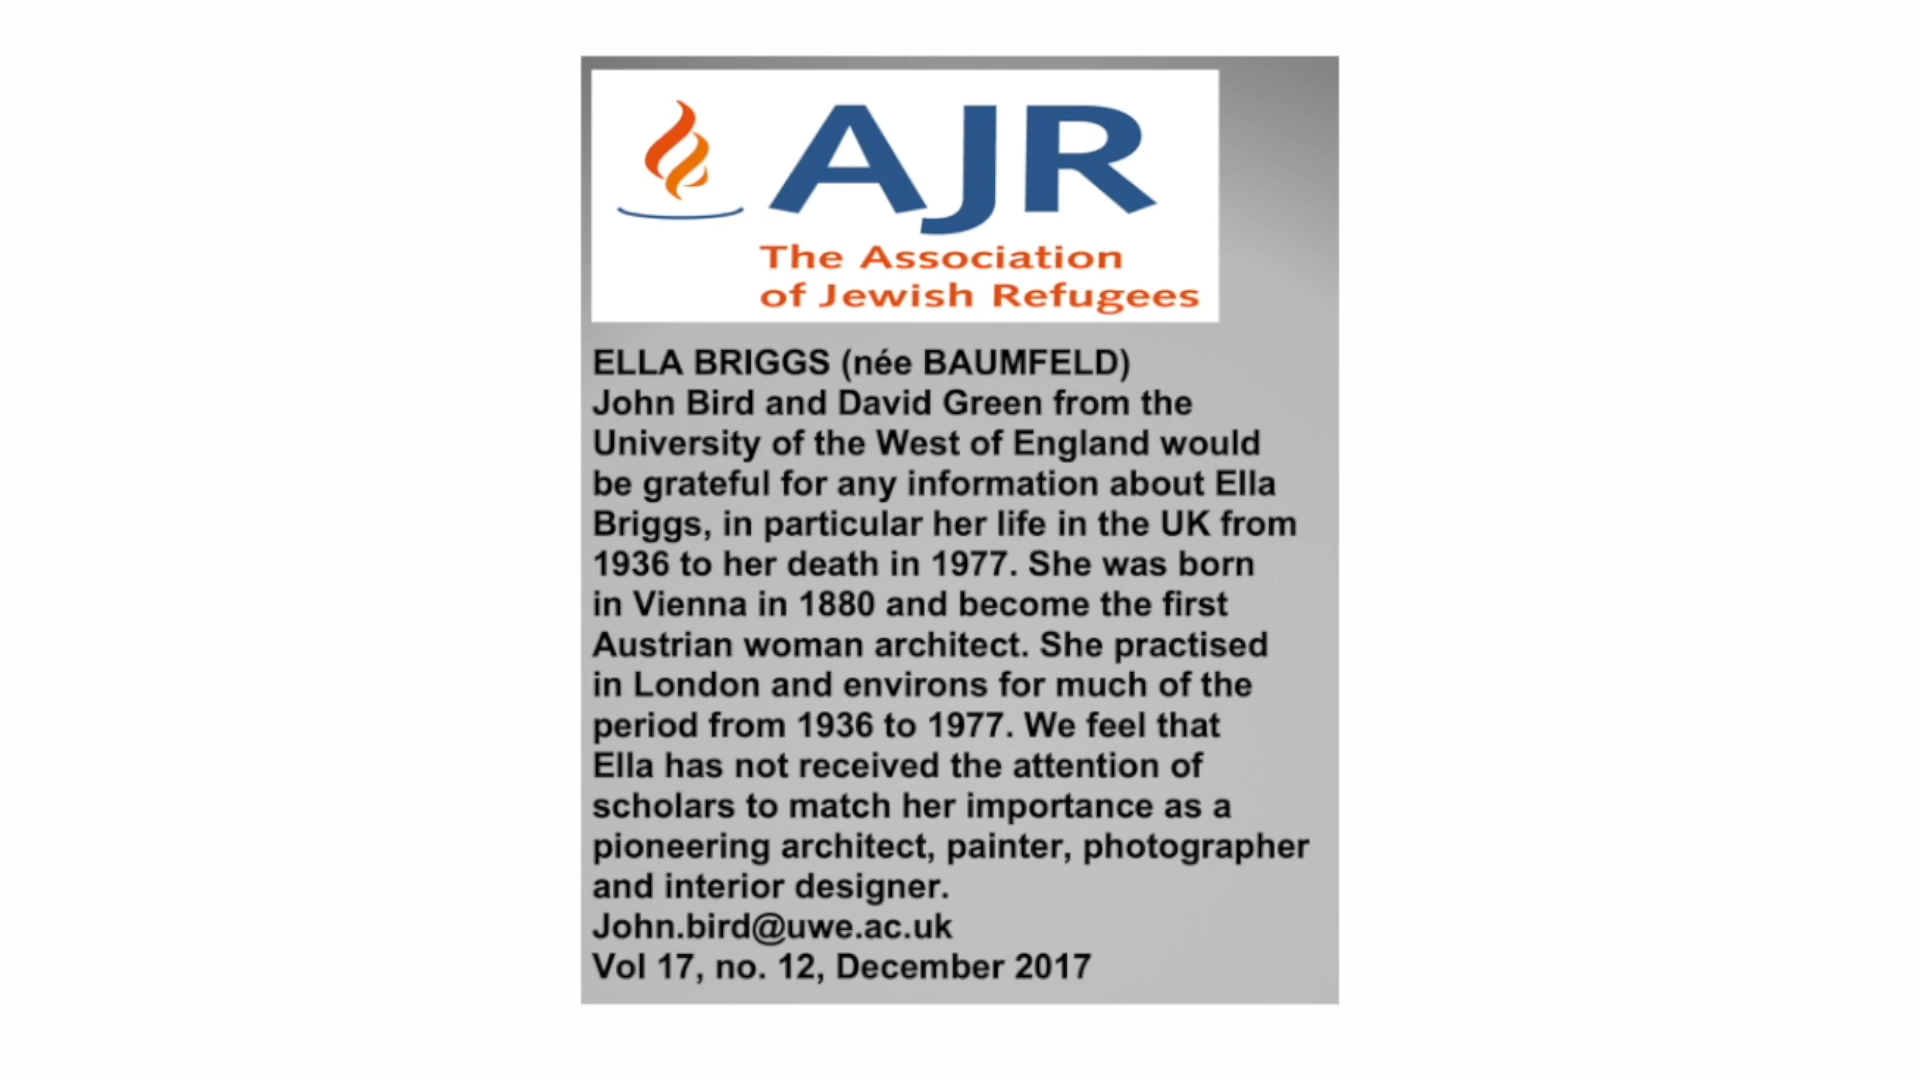 AJR
The Association
of Jewish Refugees
ELLA BRIGGS (née BAUMFELD)
John Bird and David Green from the
University of the West of England would
be grateful for any information about Ella
Briggs, in particular her life in the UK from
1936 to her death in 1977. She was born
in Vienna in 1880 and become the first
Austrian woman architect. She practised
in London and environs for much of the
period from 1936 to 1977. We feel that
Ella has not received the attention of
scholars to match her importance as a
pioneering architect, painter, photographer
and interior designer.
John.bird@uwe.ac.uk
Vol 17, no. 12, December 2017